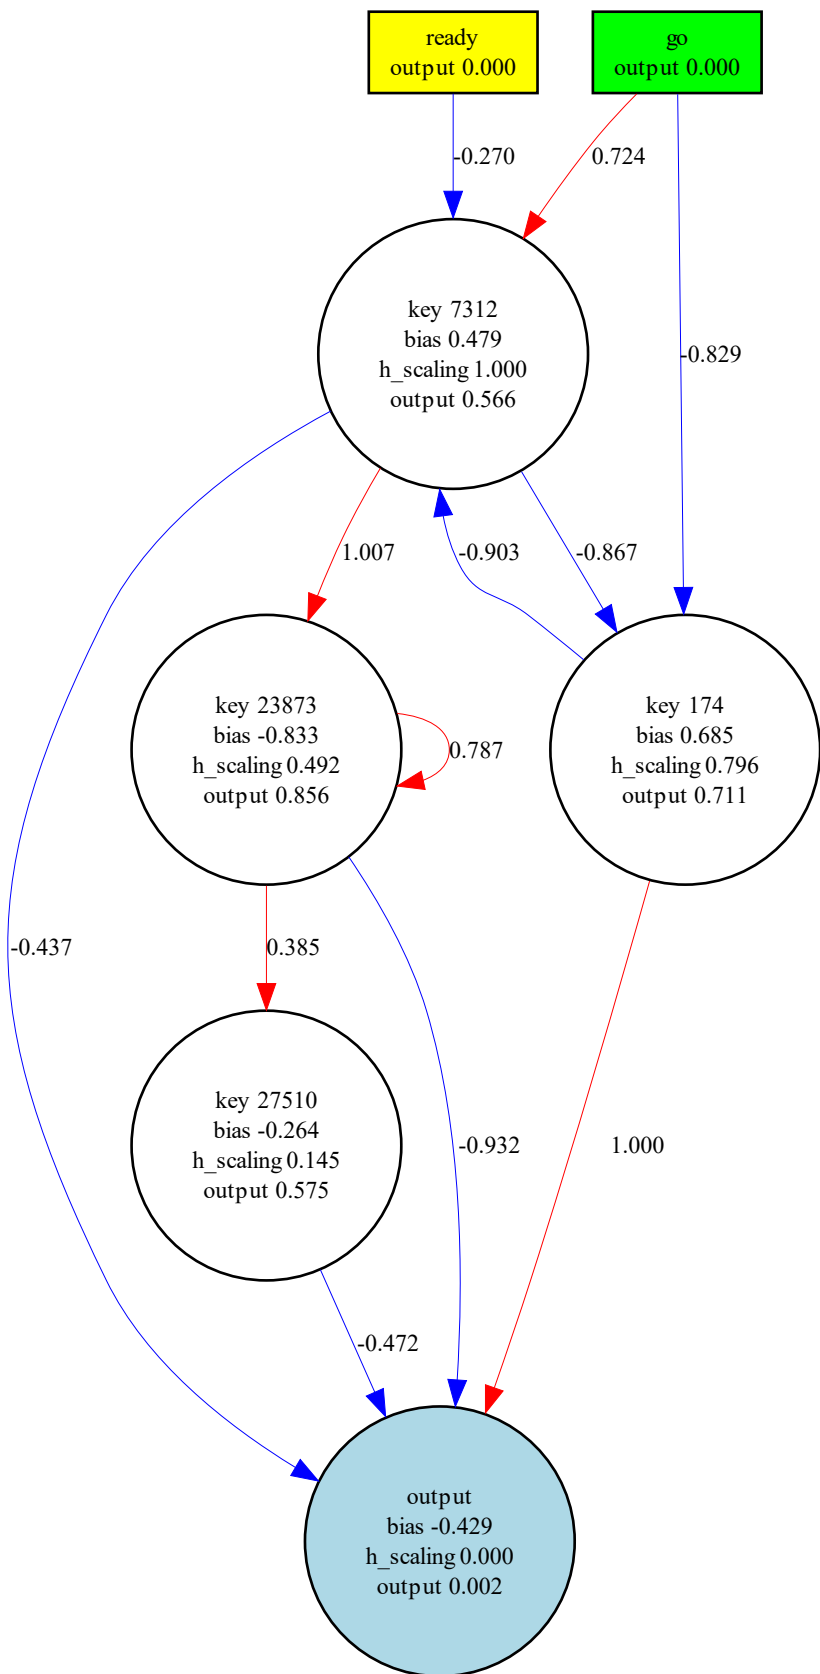 ready
output 0.000
go
output 0.000
-0.270
0.724
key 7312
bias 0.479
h_scaling 1.000
output 0.566
-0.829
1.007
-0.903
-0.867
key 23873
bias -0.833
h_scaling 0.492
output 0.856
0.787
key 174
bias 0.685
h_scaling 0.796
output 0.711
-0.437
0.385
key 27510
bias -0.264
h_scaling 0.145
output 0.575
-0.932
1.000
-0.472
output
bias -0.429
h_scaling 0.000
output 0.002